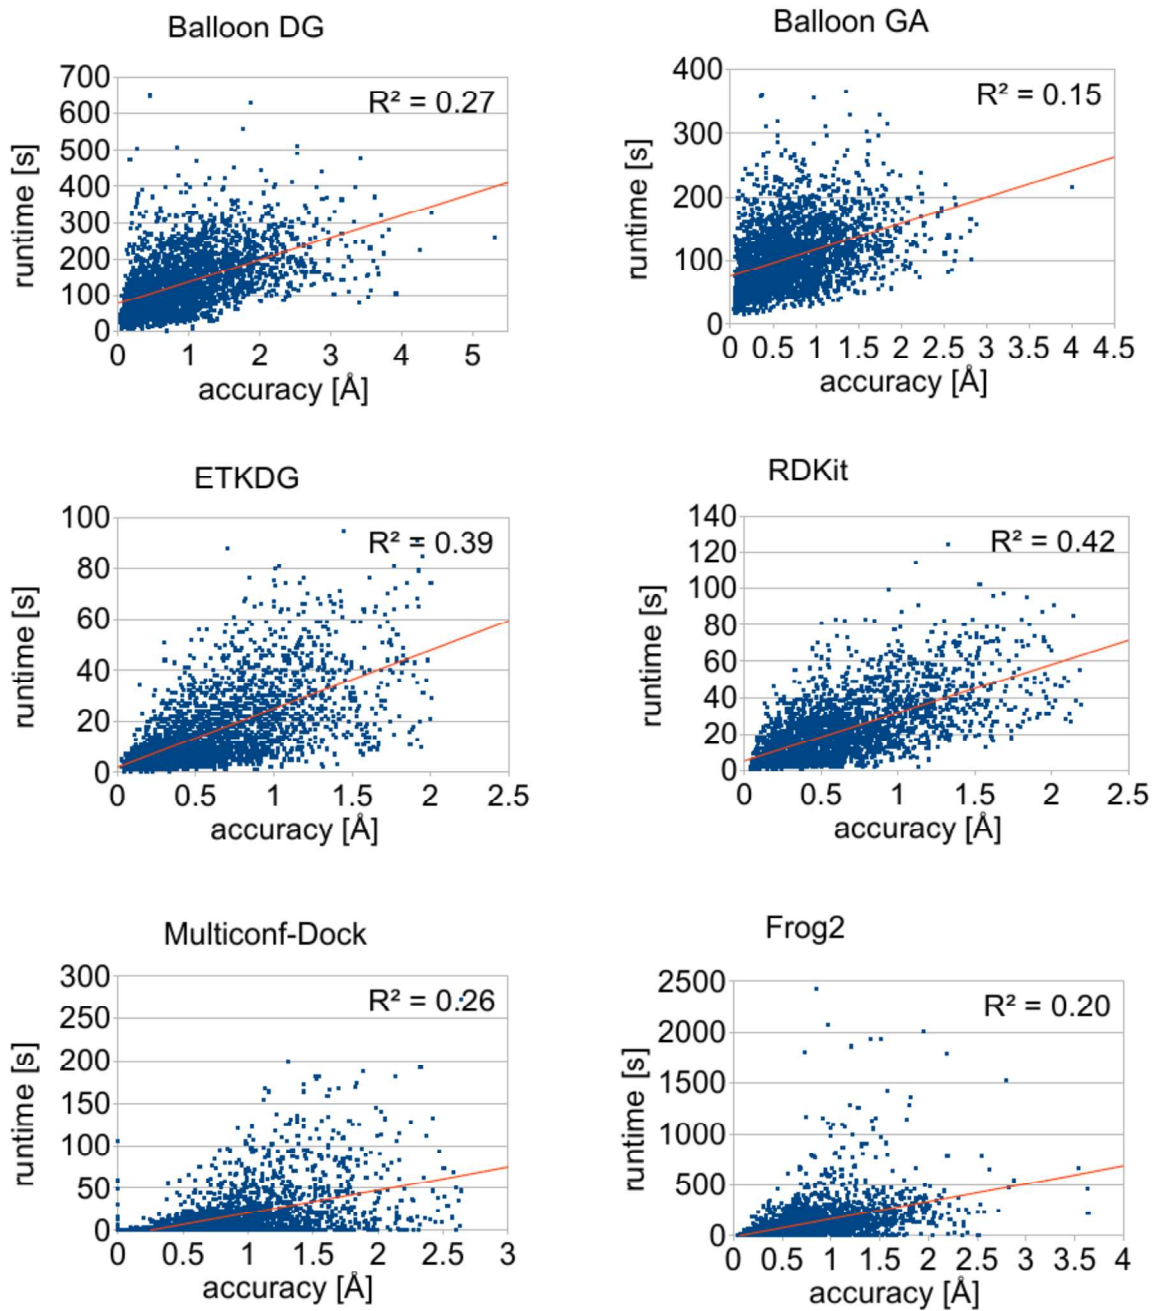 Balloon DG
R² = 0.27
runtime [s]
700
600
500
400
300
200
100
0
0 1 2 3 4 5
accuracy [Å]
Balloon GA
R² = 0.15
runtime [s]
400
300
200
100
0
0 0.5 1 1.5 2 2.5 3 3.5 4 4.5
accuracy [Å]
ETKDG
R² = 0.39
runtime [s]
100
80
60
40
20
0
0 0.5 1 1.5 2 2.5
accuracy [Å]
RDKit
R² = 0.42
runtime [s]
140
120
100
80
60
40
20
0
0 0.5 1 1.5 2 2.5
accuracy [Å]
Multiconf-Dock
R² = 0.26
runtime [s]
300
250
200
150
100
50
0
0 0.5 1 1.5 2 2.5 3
accuracy [Å]
Frog2
R² = 0.20
runtime [s]
2500
2000
1500
1000
500
0
0 0.5 1 1.5 2 2.5 3 3.5 4
accuracy [Å]